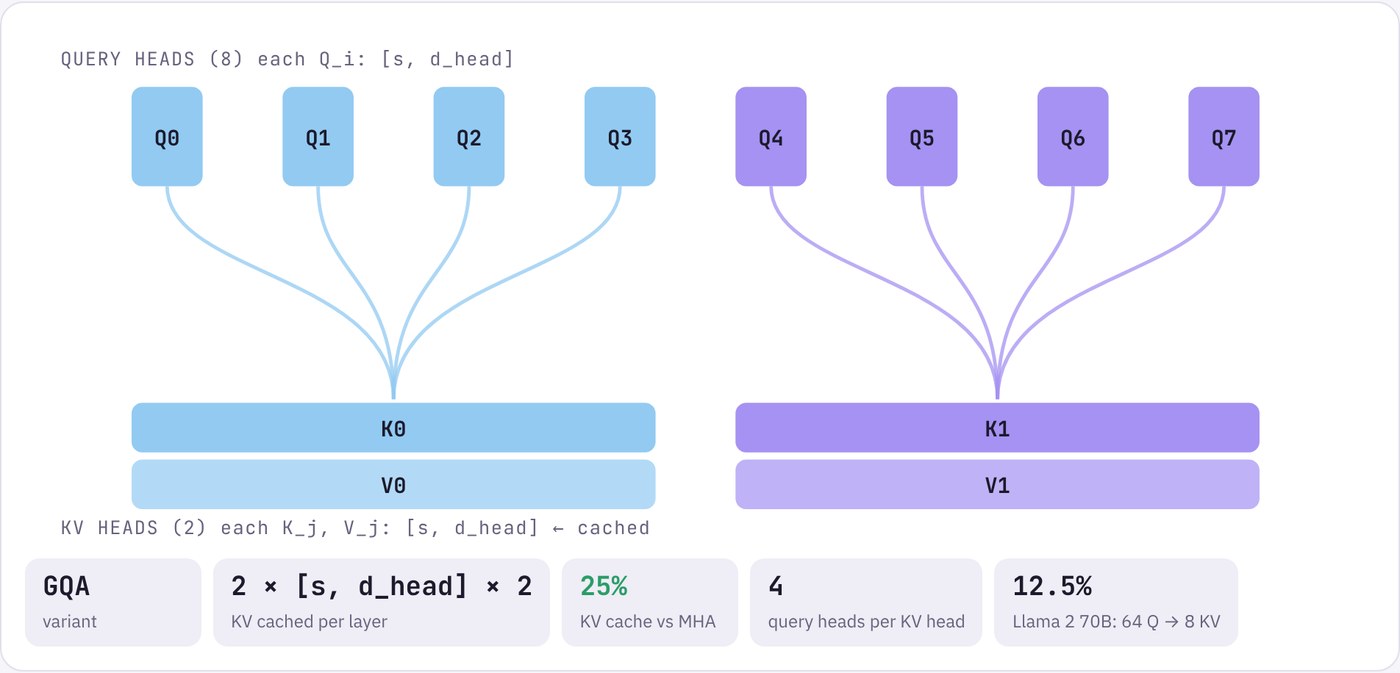 QUERY HEADS (8) each Q_i: [s, d_head]
Q0 Q1 Q2 Q3 Q4 Q5 Q6 Q7
K0 K1
V0 V1
KV HEADS (2) each K_j, V_j: [s, d_head] ← cached
GQA 2 × [s, d_head] × 2 25% 4 12.5%
variant KV cached per layer KV cache vs MHA query heads per KV head Llama 2 70B: 64 Q → 8 KV